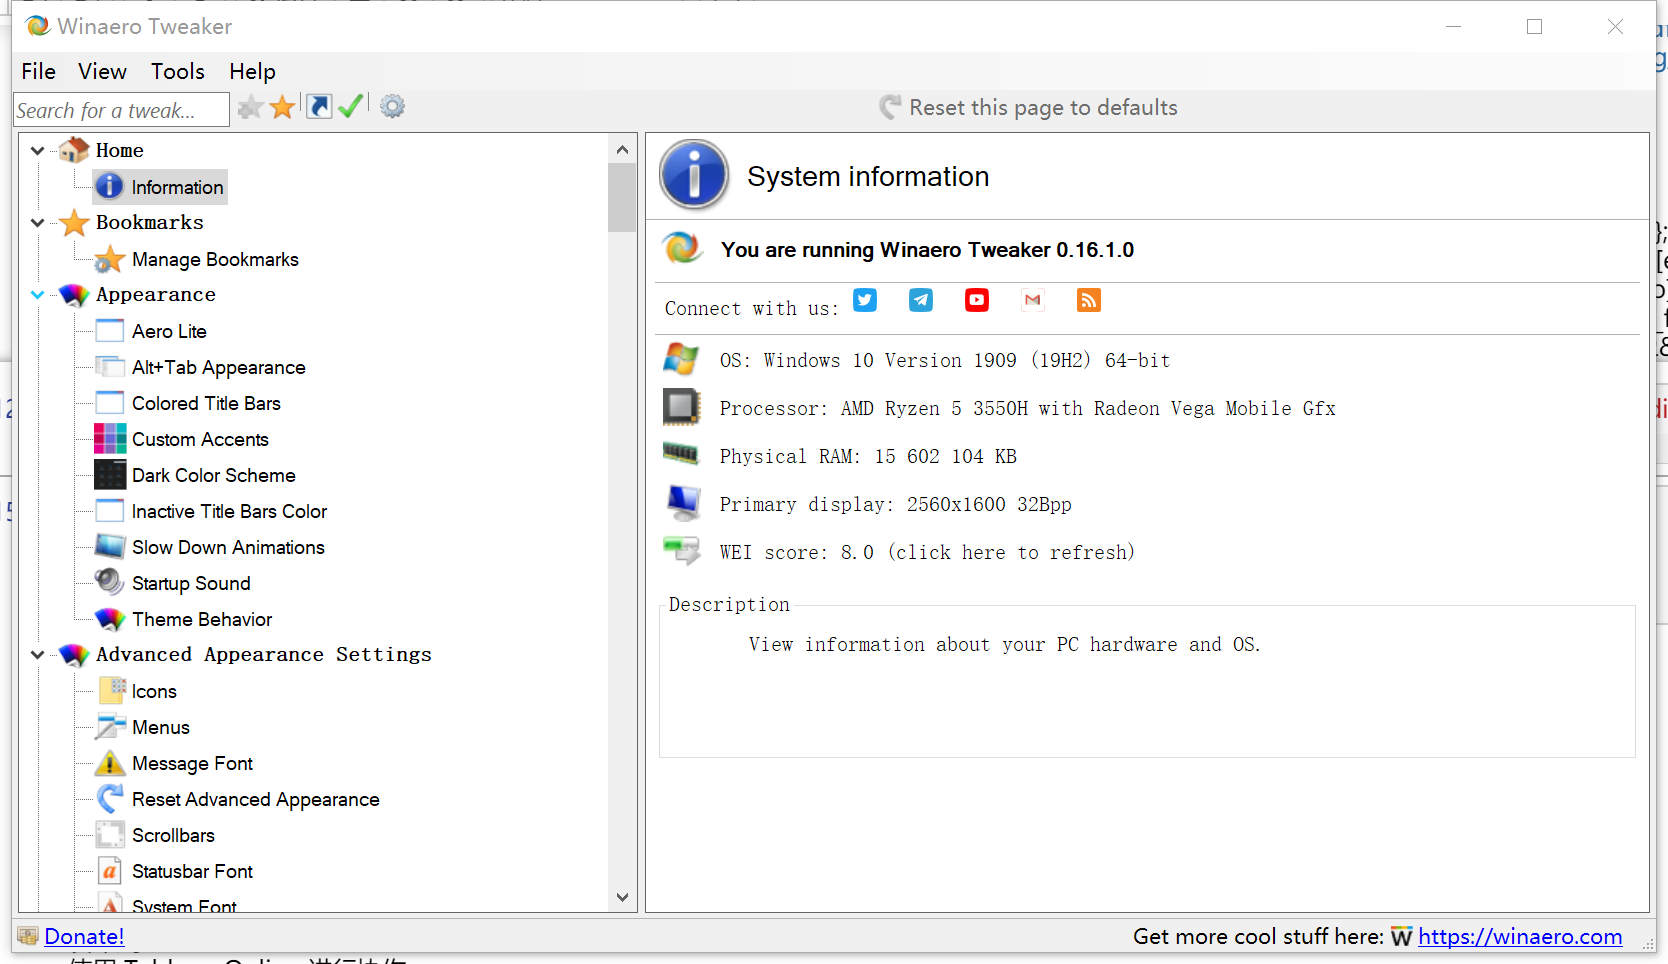 Winaero Tweaker
File View Tools Help
Search for a tweak...
Reset this page to defaults
Home
Information
Bookmarks
Manage Bookmarks
Appearance
Aero Lite
Alt+Tab Appearance
Colored Title Bars
Custom Accents
Dark Color Scheme
Inactive Title Bars Color
Slow Down Animations
Startup Sound
Theme Behavior
Advanced Appearance Settings
Icons
Menus
Message Font
Reset Advanced Appearance
Scrollbars
Statusbar Font
System Font
System information
You are running Winaero Tweaker 0.16.1.0
Connect with us:
OS: Windows 10 Version 1909 (19H2) 64-bit
Processor: AMD Ryzen 5 3550H with Radeon Vega Mobile Gfx
Physical RAM: 15 602 104 KB
Primary display: 2560x1600 32Bpp
WEI score: 8.0 (click here to refresh)
Description
View information about your PC hardware and OS.
Donate!
Get more cool stuff here: W https://winaero.com